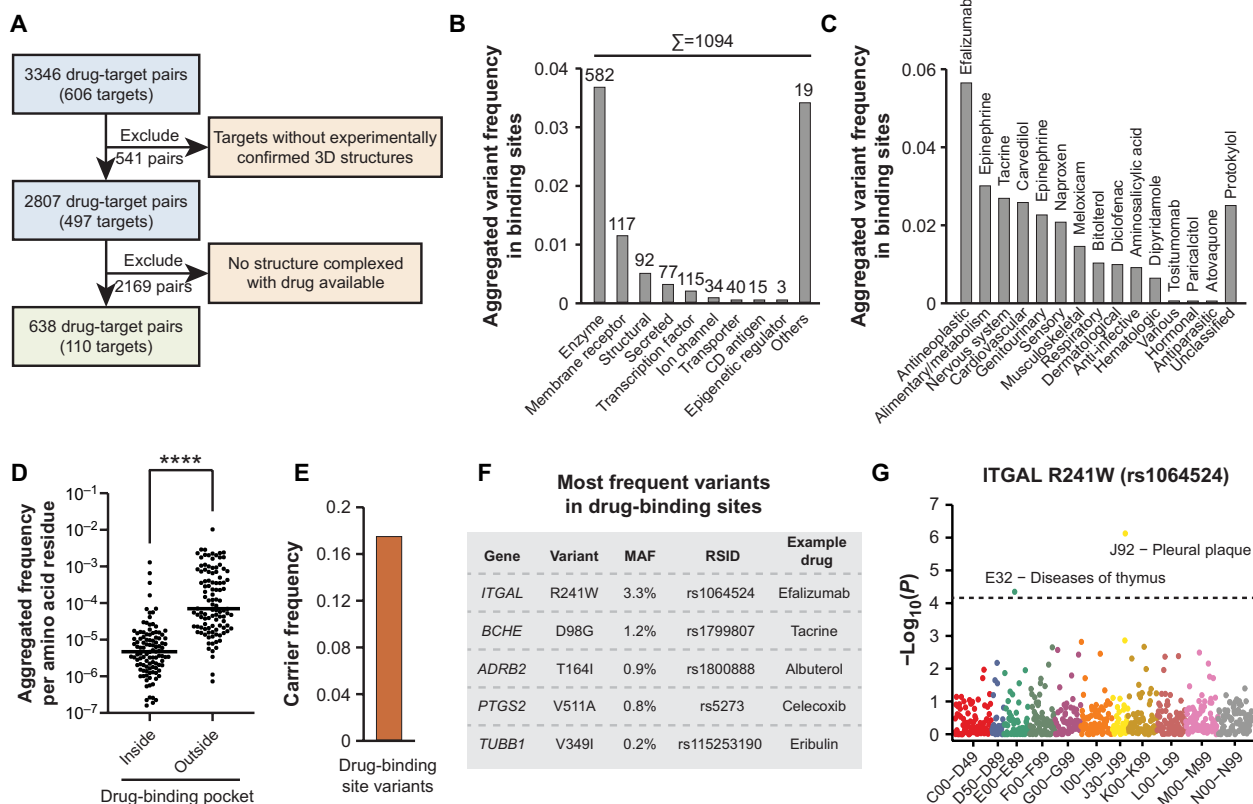 A
3346 drug-target pairs
(606 targets)
Exclude
541 pairs
Targets without experimentally
confirmed 3D structures
2807 drug-target pairs
(497 targets)
Exclude
2169 pairs
No structure complexed
with drug available
638 drug-target pairs
(110 targets)
B
Aggregated variant frequency
in binding sites
∑=1094
0.04
0.03
0.02
0.01
0
582
117
92
77
115
34
40
15
3
19
Enzyme
Membrane receptor
Structural
Secreted
Transcription factor
Ion channel
Transporter
CD antigen
Epigenetic regulator
Others
C
Aggregated variant frequency
in binding sites
0.06
0.04
0.02
0
Efalizumab
Epinephrine
Tacrine
Carvedilol
Epinephrine
Naproxen
Meloxicam
Bitolterol
Diclofenac
Aminosalicylic acid
Dipyridamole
Tositumomab
Paricalcitol
Atovaquone
Protokylol
Antineoplastic
Alimentary/metabolism
Nervous system
Cardiovascular
Genitourinary
Sensory
Musculoskeletal
Respiratory
Dermatological
Anti-infective
Hematologic
Various
Hormonal
Antiparasitic
Unclassified
D
Aggregated frequency
per amino acid residue
****
10−1
10−2
10−3
10−4
10−5
10−6
10−7
Inside
Outside
Drug-binding pocket
E
Carrier frequency
0.2
0.16
0.12
0.08
0.04
0
Drug-binding
site variants
F
Most frequent variants
in drug-binding sites
Gene Variant MAF RSID Example drug
ITGAL R241W 3.3% rs1064524 Efalizumab
BCHE D98G 1.2% rs1799807 Tacrine
ADRB2 T164I 0.9% rs1800888 Albuterol
PTGS2 V511A 0.8% rs5273 Celecoxib
TUBB1 V349I 0.2% rs115253190 Eribulin
G
ITGAL R241W (rs1064524)
−Log10(P)
7
6
5
4
3
2
1
0
J92 − Pleural plaque
E32 − Diseases of thymus
C00−D49
D50−D89
E00−E89
F00−F99
G00−G99
I00−I99
J30−J99
K00−K99
L00−L99
M00−M99
N00−N99